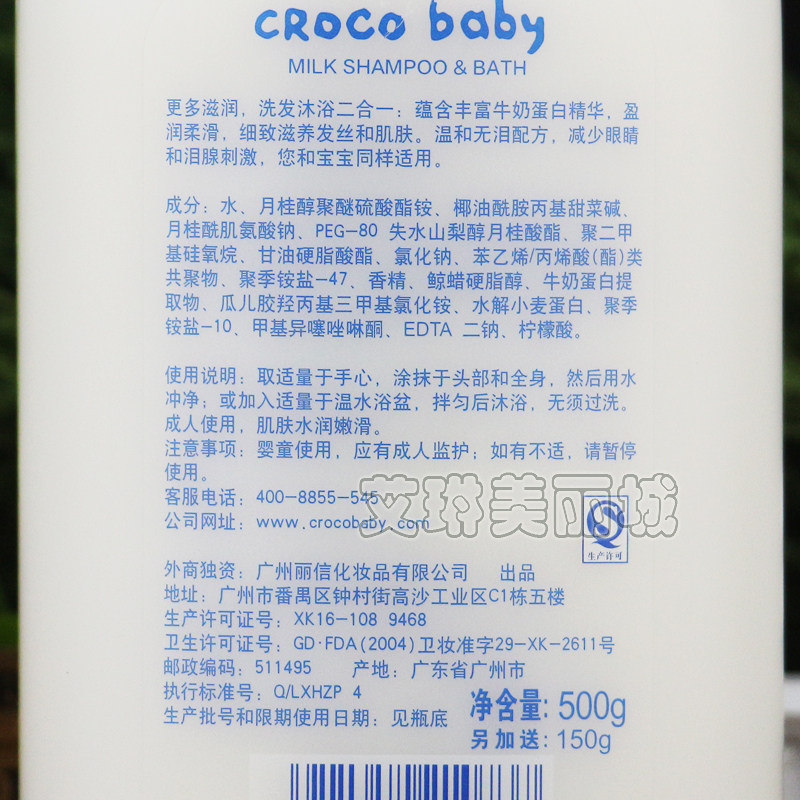 CROCO baby
MILK SHAMPOO & BATH
更多滋润，洗发沐浴二合一：蕴含丰富牛奶蛋白精华，盈
润柔滑，细致滋养发丝和肌肤。温和无泪配方，减少眼睛
和泪腺刺激，您和宝宝同样适用。
成分：水、月桂醇聚醚硫酸酯铵、椰油酰胺丙基甜菜碱、
月桂酰肌氨酸钠、PEG-80 失水山梨醇月桂酸酯、聚二甲
基硅氧烷、甘油硬脂酸酯、氯化钠、苯乙烯/丙烯酸(酯)类
共聚物、聚季铵盐-47、香精、鲸蜡硬脂醇、牛奶蛋白提
取物、瓜儿胶羟丙基三甲基氯化铵、水解小麦蛋白、聚季
铵盐-10、甲基异噻唑啉酮、EDTA 二钠、柠檬酸。
使用说明：取适量于手心，涂抹于头部和全身，然后用水
冲净；或加入适量于温水浴盆，拌匀后沐浴，无须过洗。
成人使用，肌肤水润嫩滑。
注意事项：婴童使用，应有成人监护；如有不适，请暂停
使用。
客服电话：400-8855-545
公司网址：www.crocobaby.com
艾琳美丽城
生产许可
外商独资：广州丽信化妆品有限公司 出品
地址：广州市番禺区钟村街高沙工业区C1栋五楼
生产许可证号：XK16-108 9468
卫生许可证号：GD·FDA(2004)卫妆准字29-XK-2611号
邮政编码：511495 产地：广东省广州市
执行标准号：Q/LXHZP 4
生产批号和限期使用日期：见瓶底
净含量：500g
另加送：150g